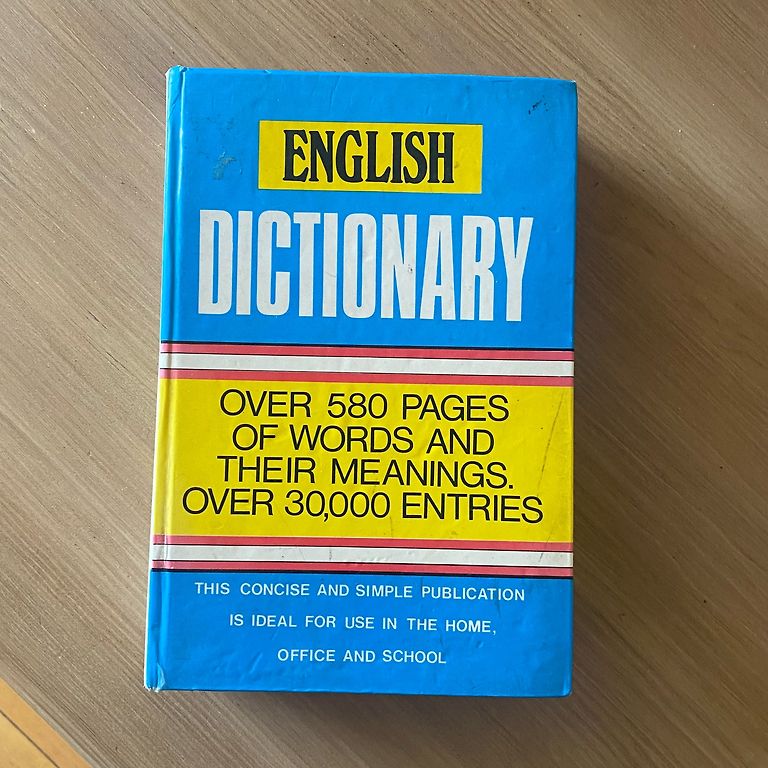 ENGLISH
DICTIONARY
OVER 580 PAGES
OF WORDS AND
THEIR MEANINGS.
OVER 30,000 ENTRIES
THIS CONCISE AND SIMPLE PUBLICATION
IS IDEAL FOR USE IN THE HOME,
OFFICE AND SCHOOL